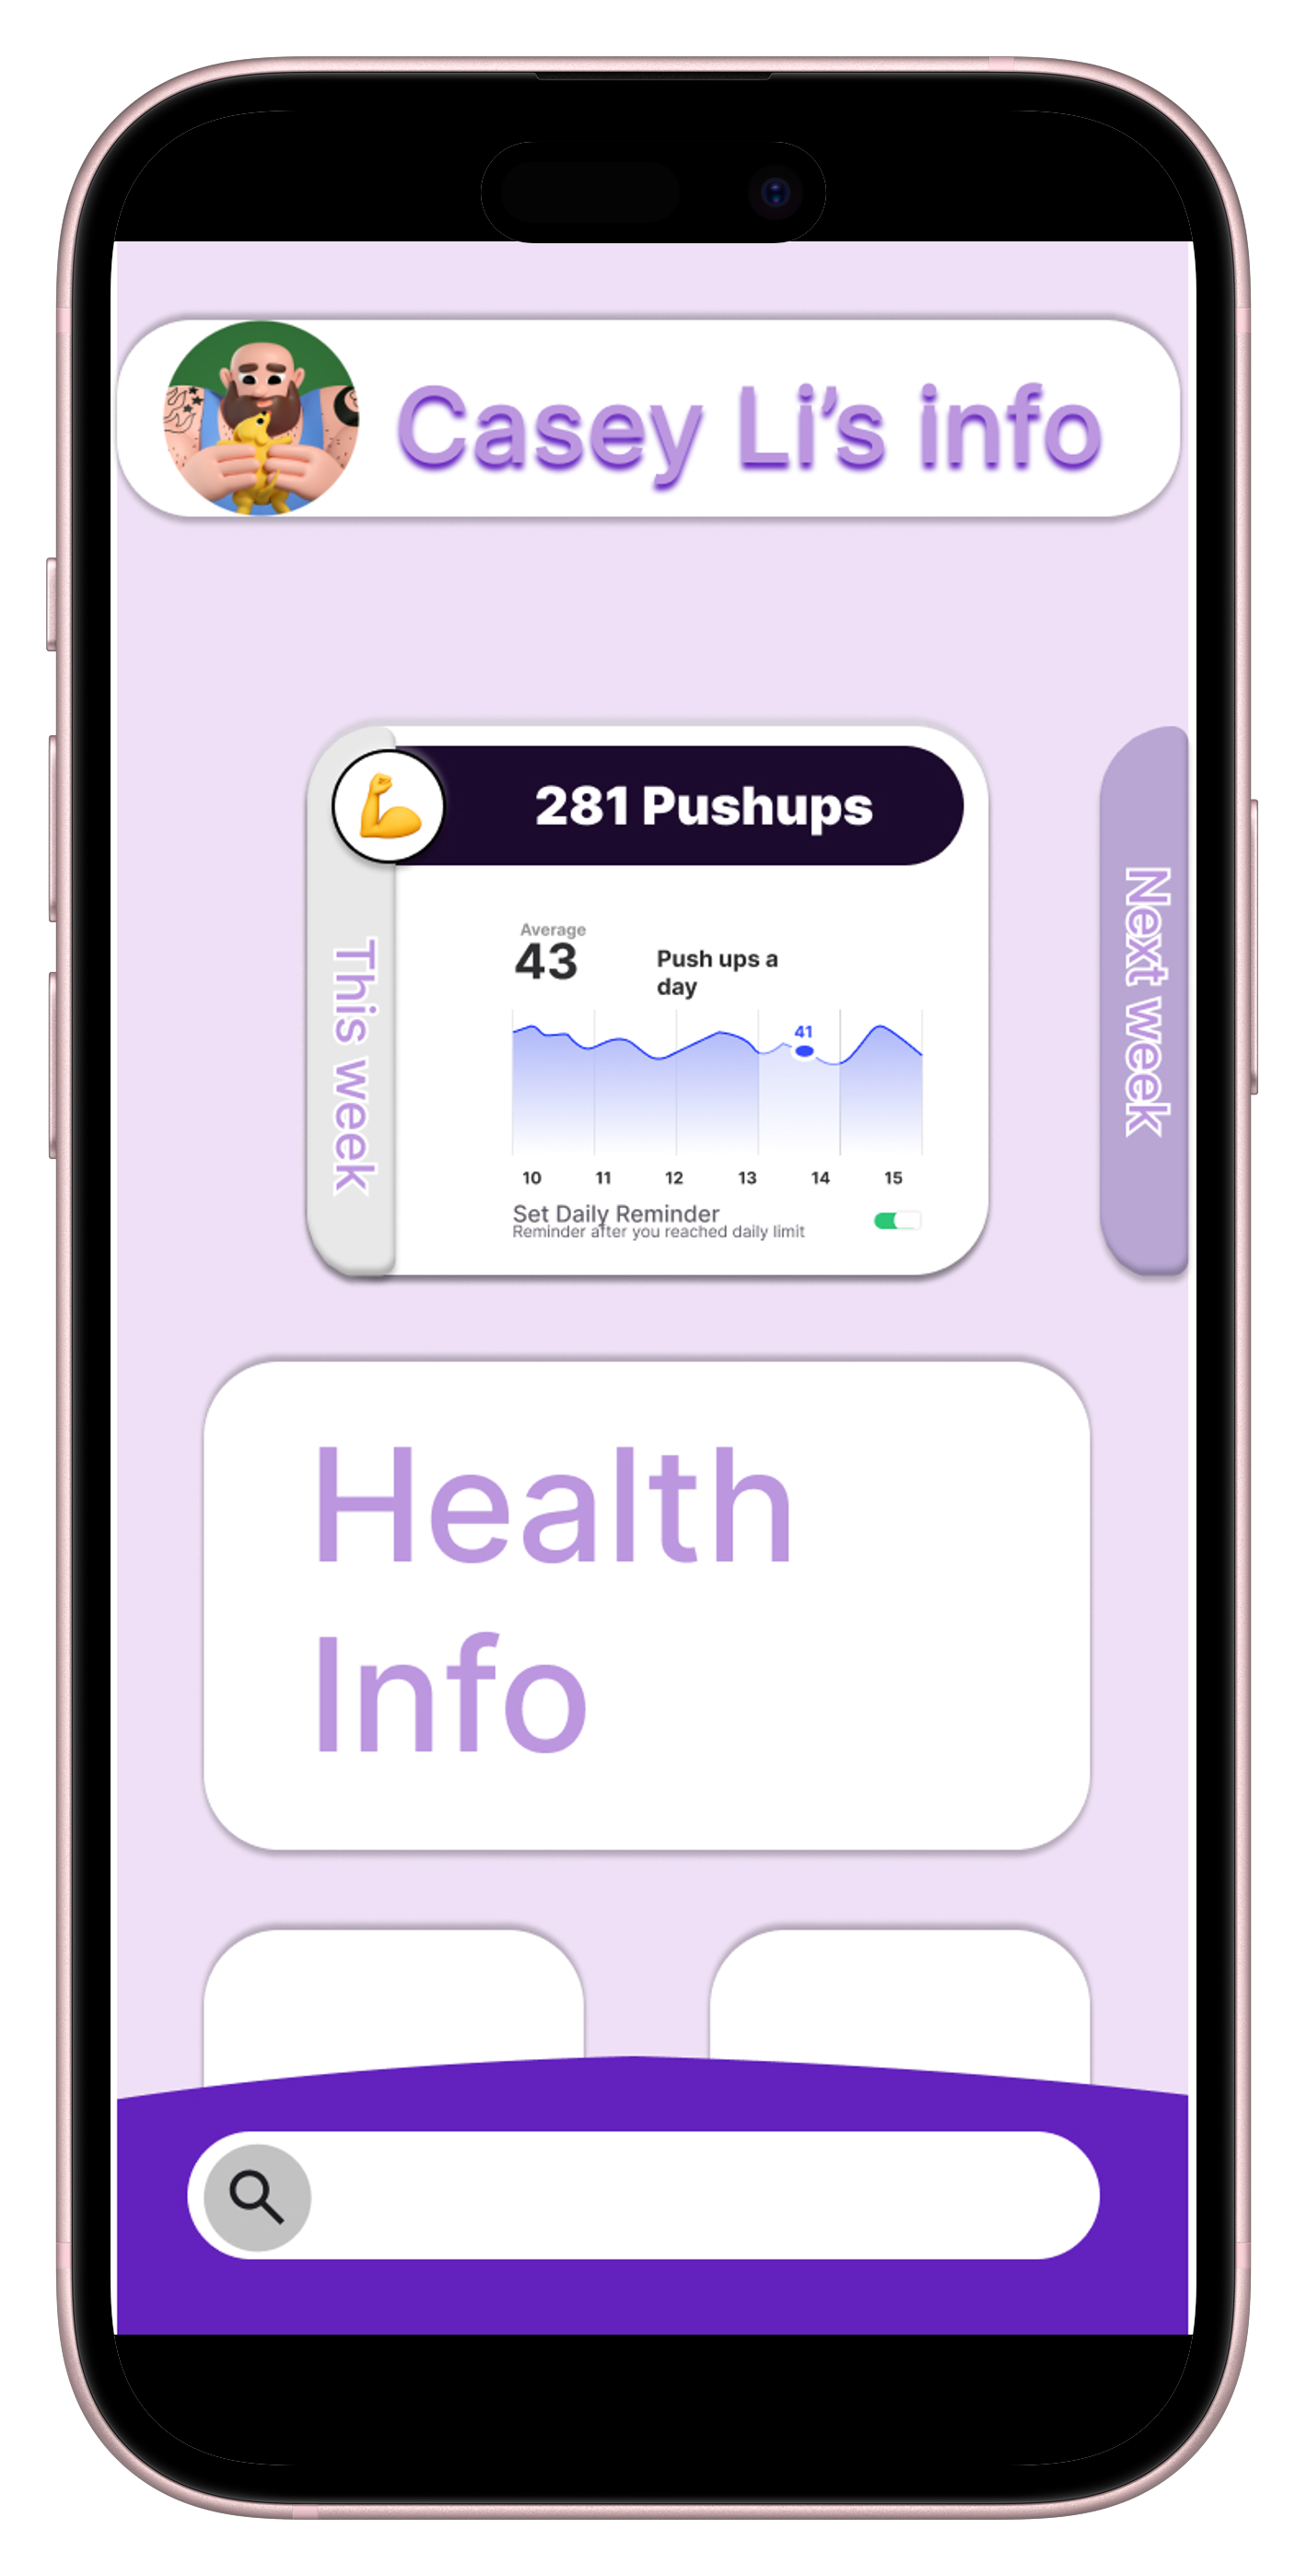 Casey Li’s info
281 Pushups
This week
Next week
Average
43
Push ups a
day
41
10 11 12 13 14 15
Set Daily Reminder
Reminder after you reached daily limit
Health
Info